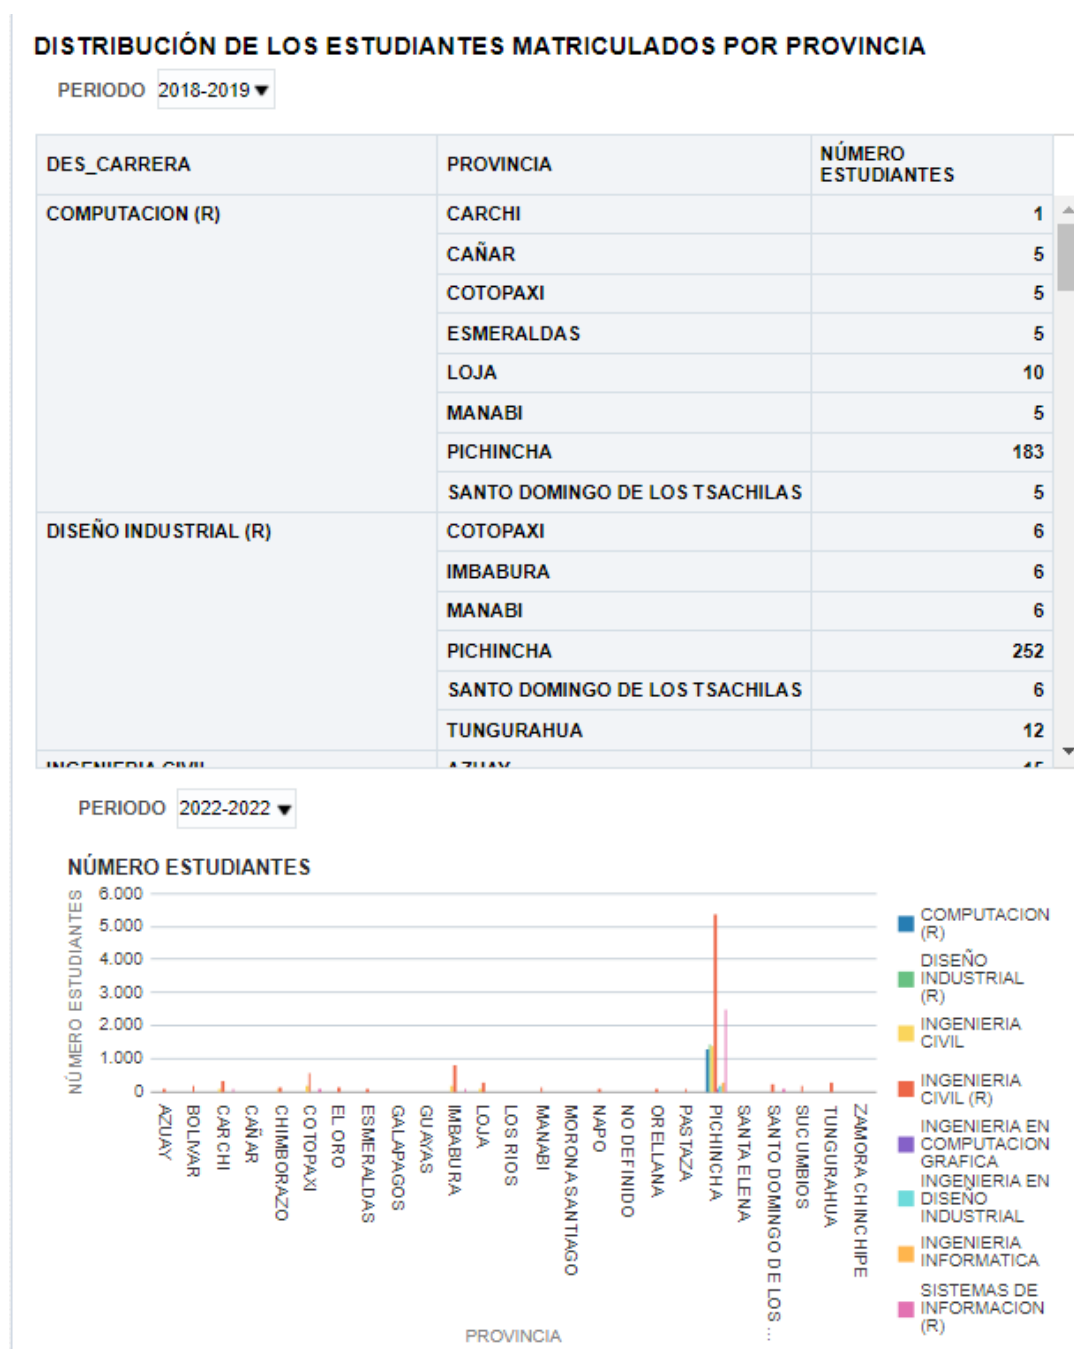 DISTRIBUCIÓN DE LOS ESTUDIANTES MATRICULADOS POR PROVINCIA
PERIODO 2018-2019
DES_CARRERA PROVINCIA NÚMERO ESTUDIANTES
COMPUTACION (R) CARCHI 1
CAÑAR 5
COTOPAXI 5
ESMERALDAS 5
LOJA 10
MANABI 5
PICHINCHA 183
SANTO DOMINGO DE LOS TSACHILAS 5
DISEÑO INDUSTRIAL (R) COTOPAXI 6
IMBABURA 6
MANABI 6
PICHINCHA 252
SANTO DOMINGO DE LOS TSACHILAS 6
TUNGURAHUA 12
INGENIERIA CIVIL AZUAY 15
PERIODO 2022-2022
NÚMERO ESTUDIANTES
NÚMERO ESTUDIANTES
6.000
5.000
4.000
3.000
2.000
1.000
0
AZUAY
BOLIVAR
CARCHI
CAÑAR
CHIMBORAZO
COTOPAXI
EL ORO
ESMERALDAS
GALAPAGOS
GUAYAS
IMBABURA
LOJA
LOS RIOS
MANABI
MORONA SANTIAGO
NAPO
NO DEFINIDO
ORELLANA
PASTAZA
PICHINCHA
SANTA ELENA
SANTO DOMINGO DE LOS ...
SUCUMBIOS
TUNGURAHUA
ZAMORA CHINCHIPE
PROVINCIA
COMPUTACION
(R)
DISEÑO
INDUSTRIAL
(R)
INGENIERIA
CIVIL
INGENIERIA
CIVIL (R)
INGENIERIA EN
COMPUTACION
GRAFICA
INGENIERIA EN
DISEÑO
INDUSTRIAL
INGENIERIA
INFORMATICA
SISTEMAS DE
INFORMACION
(R)